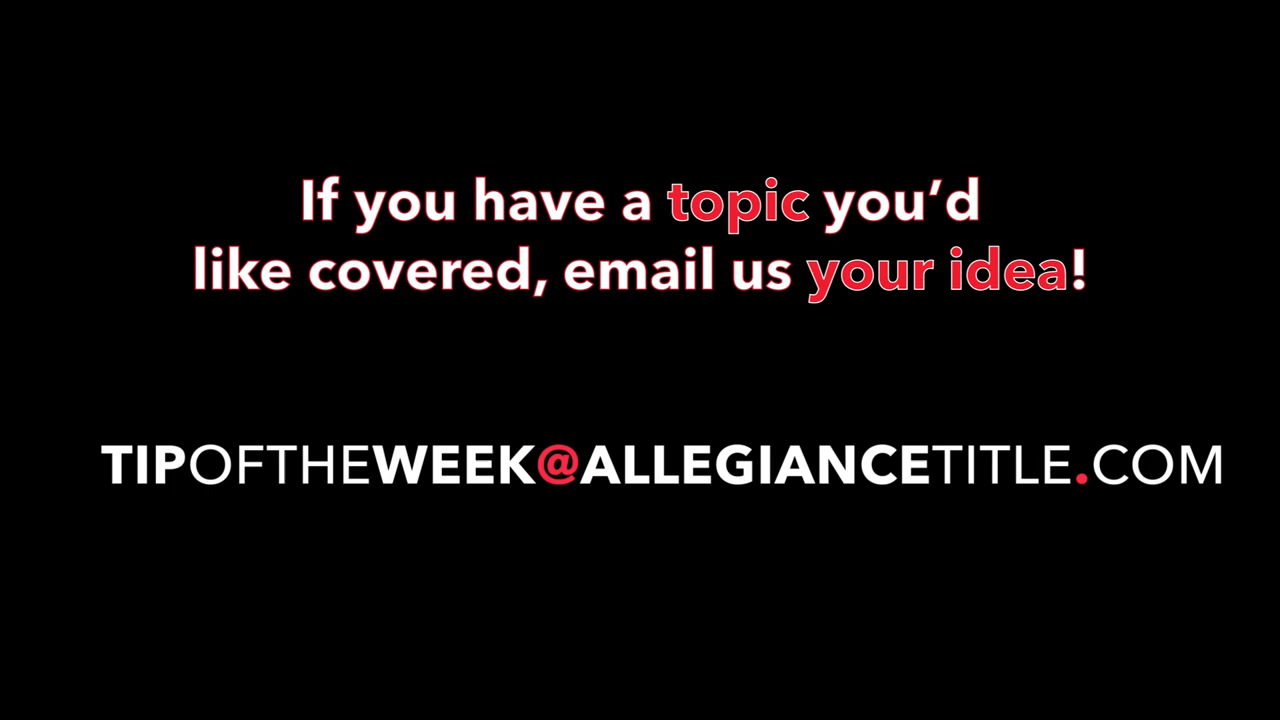 If you have a topic you’d
like covered, email us your idea!
TIPOFTHEWEEK@ALLEGIANCETITLE.COM